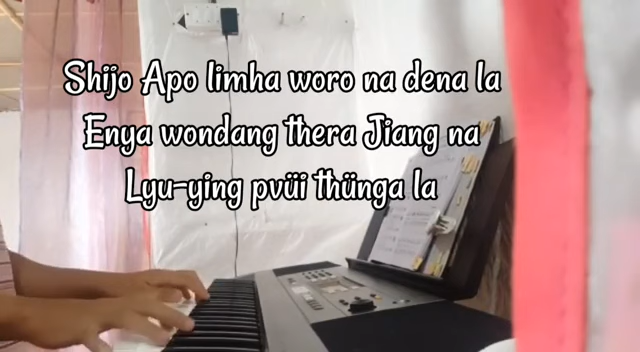 Shijo Apo limha woro na dena la
Enya wondang thera Jiang na
Lyu-ying pvüi thünga la